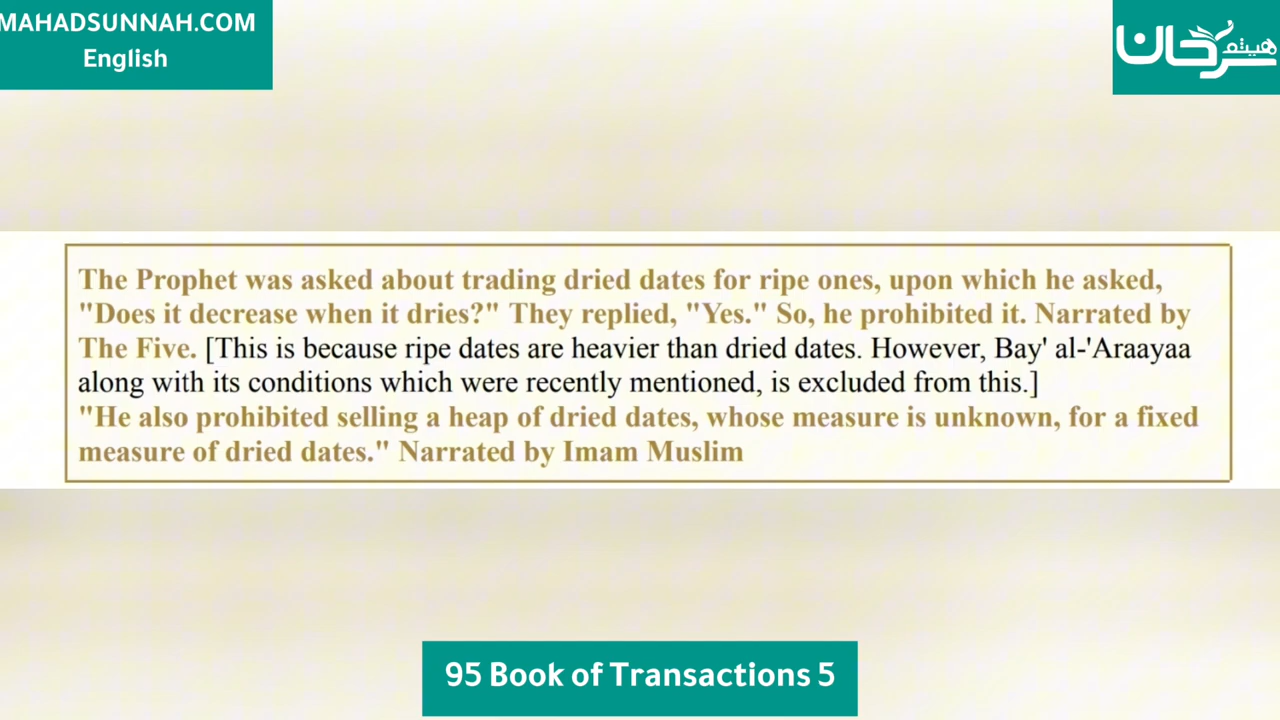 MAHADSUNNAH.COM
English
هيثم
سرحان
The Prophet was asked about trading dried dates for ripe ones, upon which he asked,
"Does it decrease when it dries?" They replied, "Yes." So, he prohibited it. Narrated by
The Five. [This is because ripe dates are heavier than dried dates. However, Bay' al-'Araayaa
along with its conditions which were recently mentioned, is excluded from this.]
"He also prohibited selling a heap of dried dates, whose measure is unknown, for a fixed
measure of dried dates." Narrated by Imam Muslim
95 Book of Transactions 5